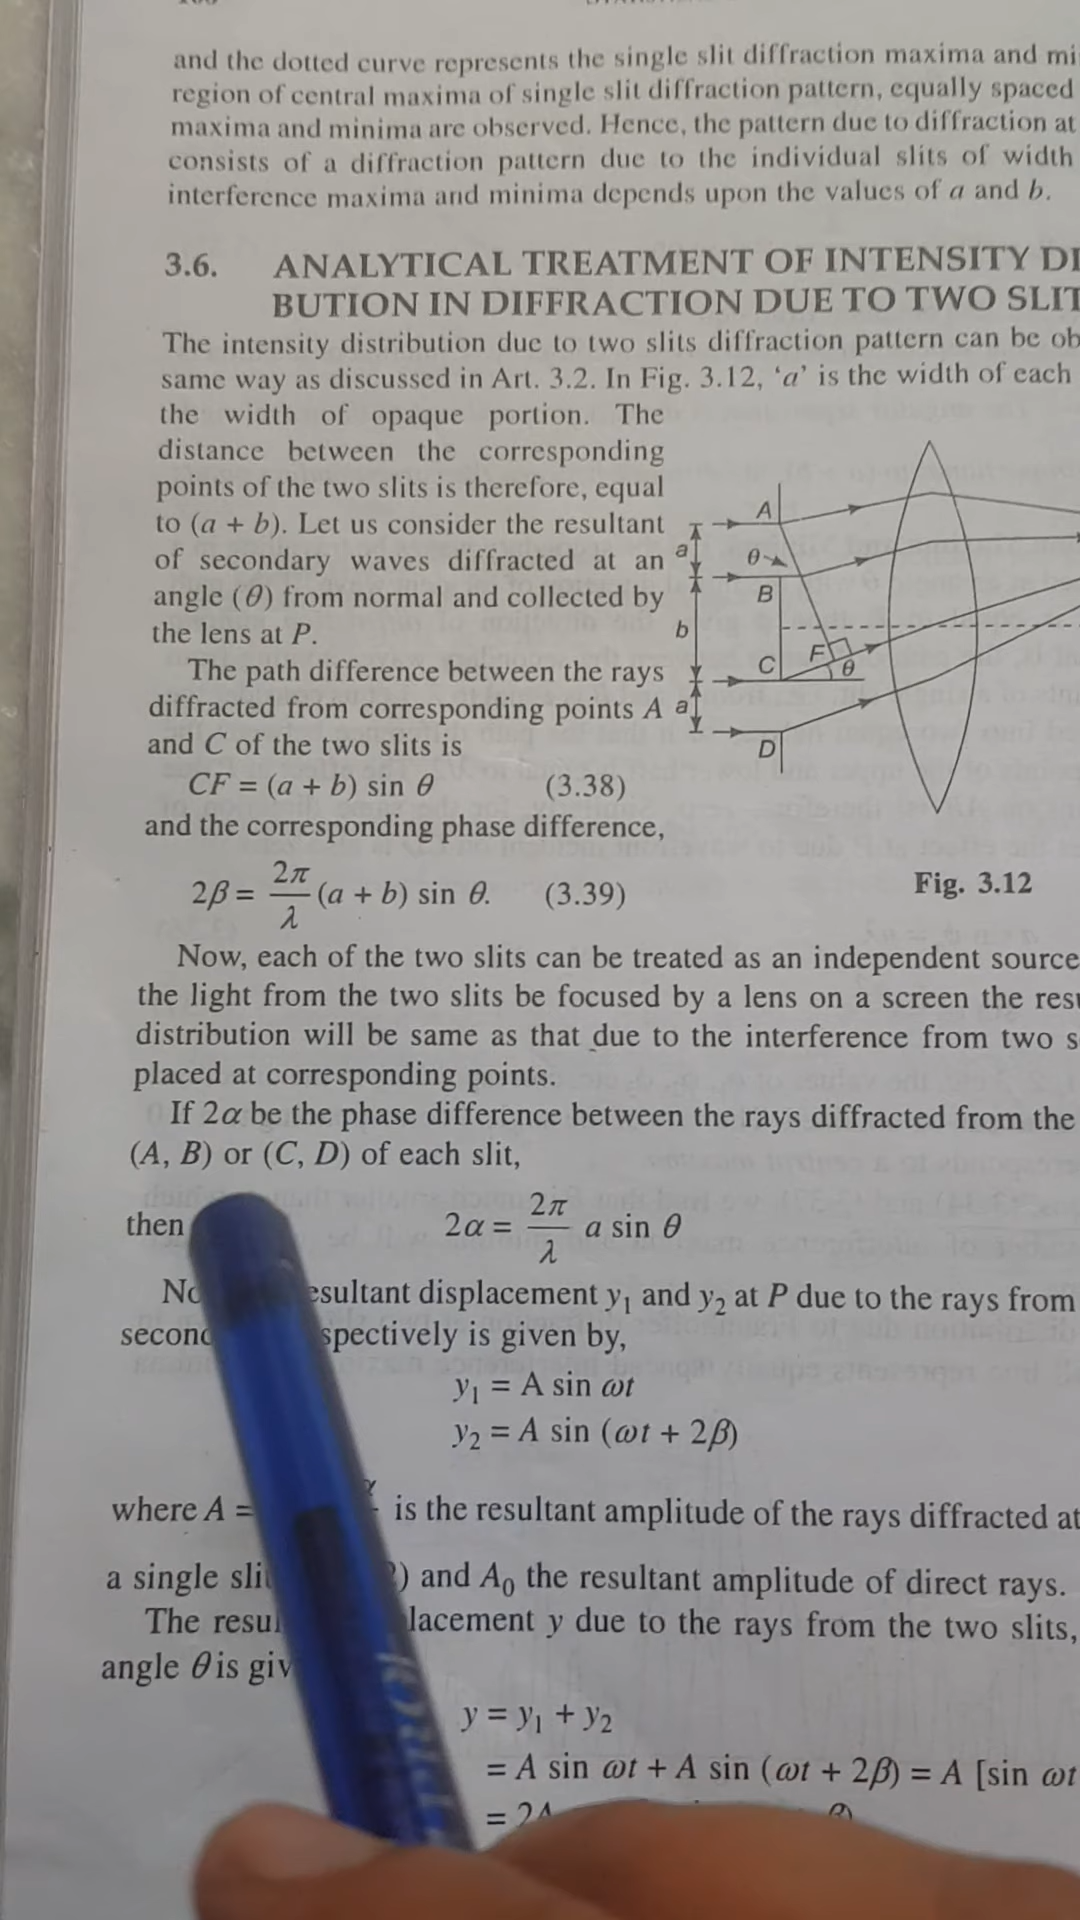 and the dotted curve represents the single slit diffraction maxima and
region of central maxima of single slit diffraction pattern, equally spaced
maxima and minima are observed. Hence, the pattern due to diffraction at
consists of a diffraction pattern due to the individual slits of width
interference maxima and minima depends upon the values of a and b.
3.6. ANALYTICAL TREATMENT OF INTENSITY
BUTION IN DIFFRACTION DUE TO TWO
The intensity distribution due to two slits diffraction pattern can be
same way as discussed in Art. 3.2. In Fig. 3.12, ‘a’ is the width of each
the width of opaque portion. The
distance between the corresponding
points of the two slits is therefore, equal
to (a + b). Let us consider the resultant
of secondary waves diffracted at an
angle (θ) from normal and collected by
the lens at P.
The path difference between the rays
diffracted from corresponding points A
and C of the two slits is
CF = (a + b) sin θ (3.38)
and the corresponding phase difference,
2β = 2π/λ (a + b) sin θ. (3.39)
A
a
θ
B
b
C
F
θ
a
D
Fig. 3.12
Now, each of the two slits can be treated as an independent source
the light from the two slits be focused by a lens on a screen the
distribution will be same as that due to the interference from two
placed at corresponding points.
If 2α be the phase difference between the rays diffracted from the
(A, B) or (C, D) of each slit,
then 2α = 2π/λ a sin θ
displacement y₁ and y₂ at P due to the rays from
is given by,
y₁ = A sin ωt
y₂ = A sin (ωt + 2β)
where A = is the resultant amplitude of the rays diffracted at
a single and A₀ the resultant amplitude of direct rays.
The y due to the rays from the two slits,
angle θ is
y = y₁ + y₂
= A sin ωt + A sin (ωt + 2β) = A [sin ωt